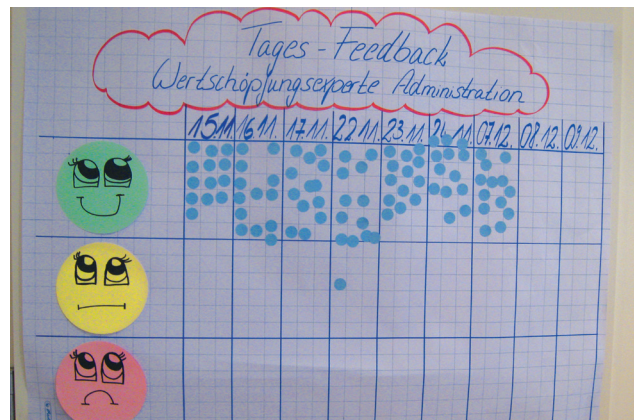 Tages-Feedback
Wertschöpfungsexperte Administration
15.11. 16.11. 17.11. 22.11. 23.11. 24.11. 07.12. 08.12. 09.12.